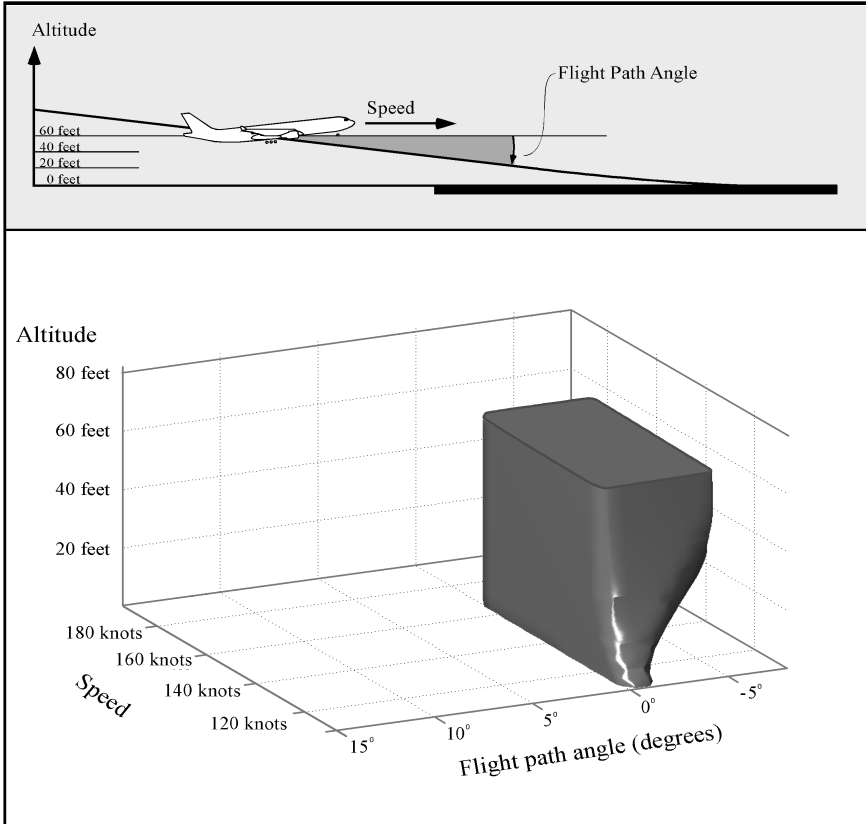 Altitude
Flight Path Angle
Speed
60 feet
40 feet
20 feet
0 feet
Altitude
80 feet
60 feet
40 feet
20 feet
180 knots
160 knots
140 knots
120 knots
Speed
15°
10°
5°
0°
-5°
Flight path angle (degrees)